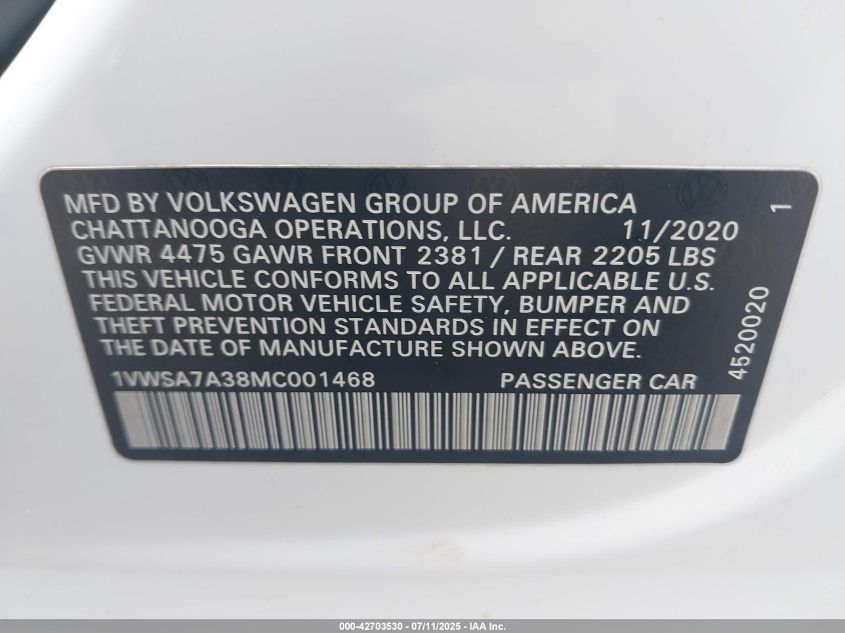 MFD BY VOLKSWAGEN GROUP OF AMERICA
CHATTANOOGA OPERATIONS, LLC. 11/2020
GVWR 4475 GAWR FRONT 2381 / REAR 2205 LBS
THIS VEHICLE CONFORMS TO ALL APPLICABLE U.S.
FEDERAL MOTOR VEHICLE SAFETY, BUMPER AND
THEFT PREVENTION STANDARDS IN EFFECT ON
THE DATE OF MANUFACTURE SHOWN ABOVE.
1VWSA7A38MC001468 PASSENGER CAR
4520020 1
000-42703530 - 07/11/2025 - IAA Inc.